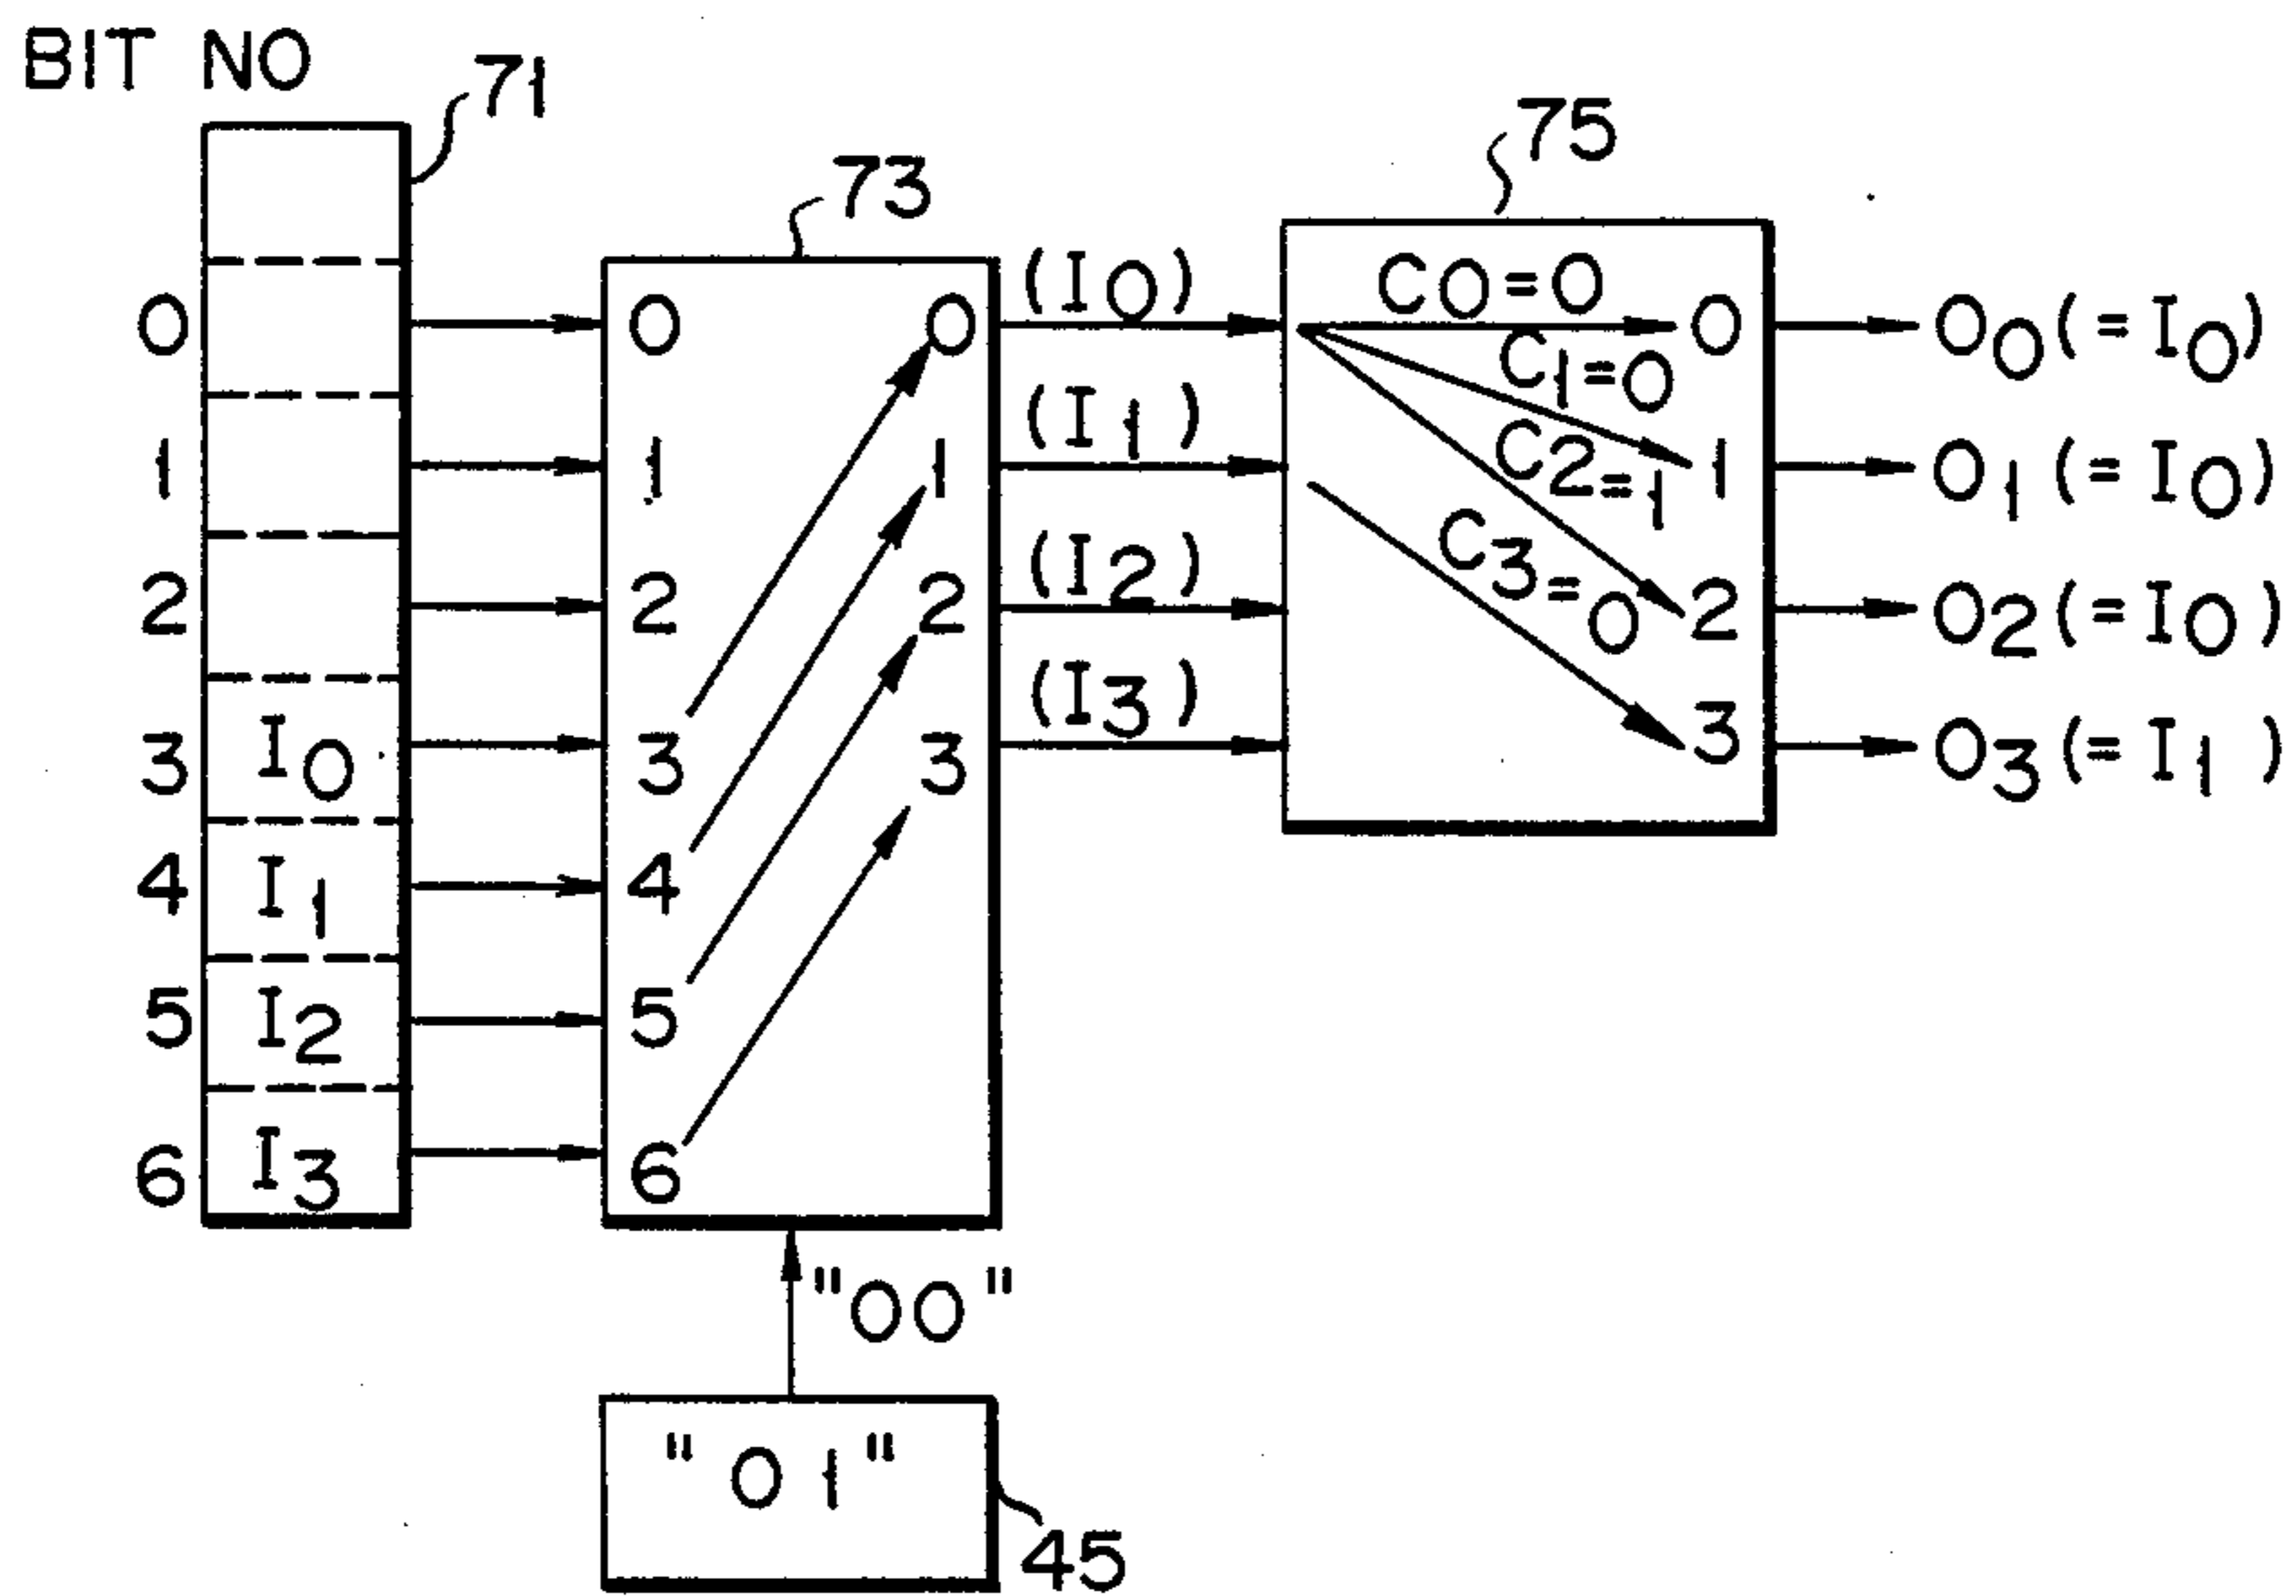 BIT NO
71
73
75
0 0 0 (I0) C0=0 0 O0 (=I0)
C1=0
1 1 1 (I1) C2=1 1 O1 (=I0)
2 2 2 (I2) C3=0 2 O2 (=I0)
3 I0 3 3 (I3) 3 O3 (=I1)
4 I1 4
5 I2 5
6 I3 6
"00"
"01"
45